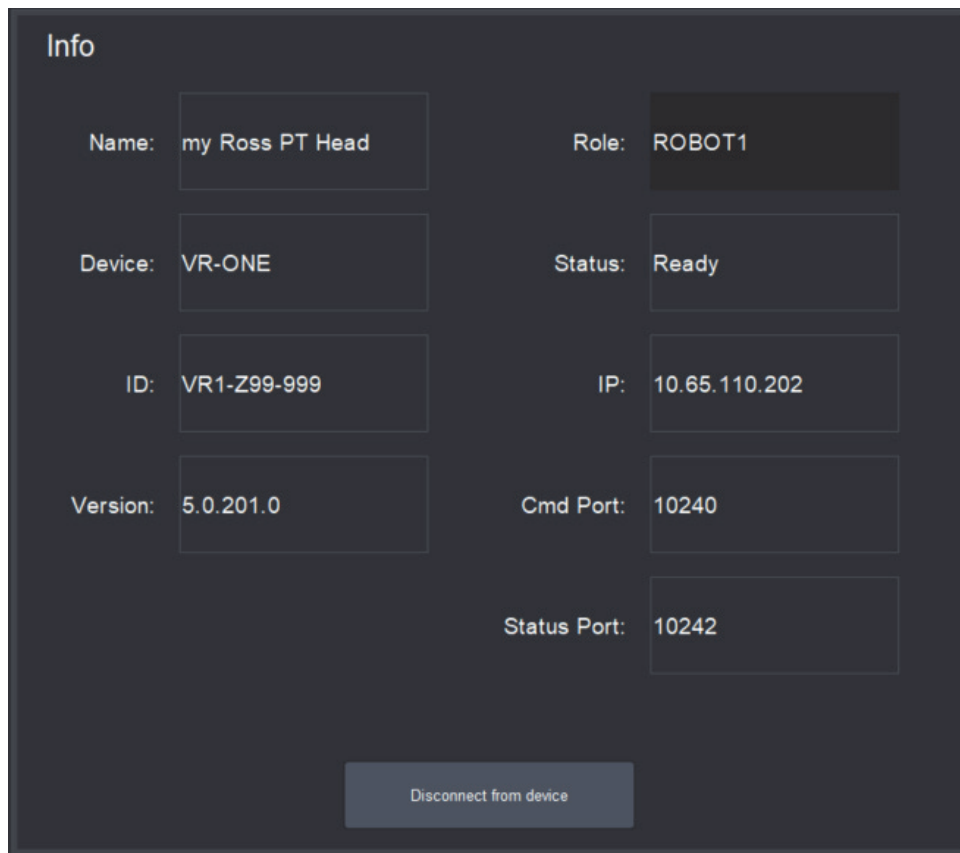 Info
Name: my Ross PT Head Role: ROBOT1
Device: VR-ONE Status: Ready
ID: VR1-Z99-999 IP: 10.65.110.202
Version: 5.0.201.0 Cmd Port: 10240
Status Port: 10242
Disconnect from device